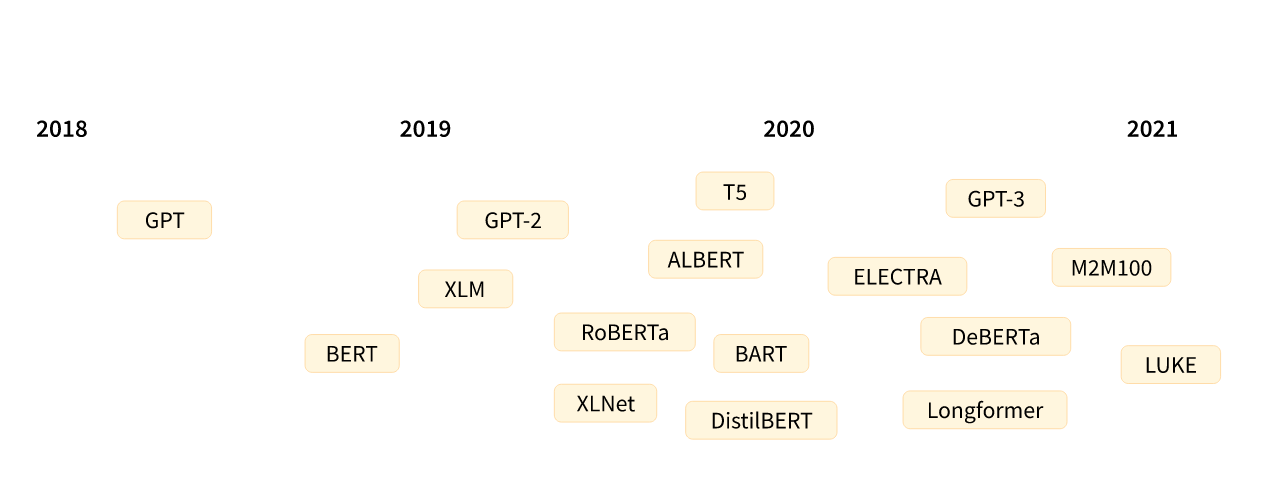 2018 2019 2020 2021
T5
GPT-3
GPT
GPT-2
ALBERT
M2M100
ELECTRA
XLM
RoBERTa
DeBERTa
BERT
BART
LUKE
XLNet
Longformer
DistilBERT